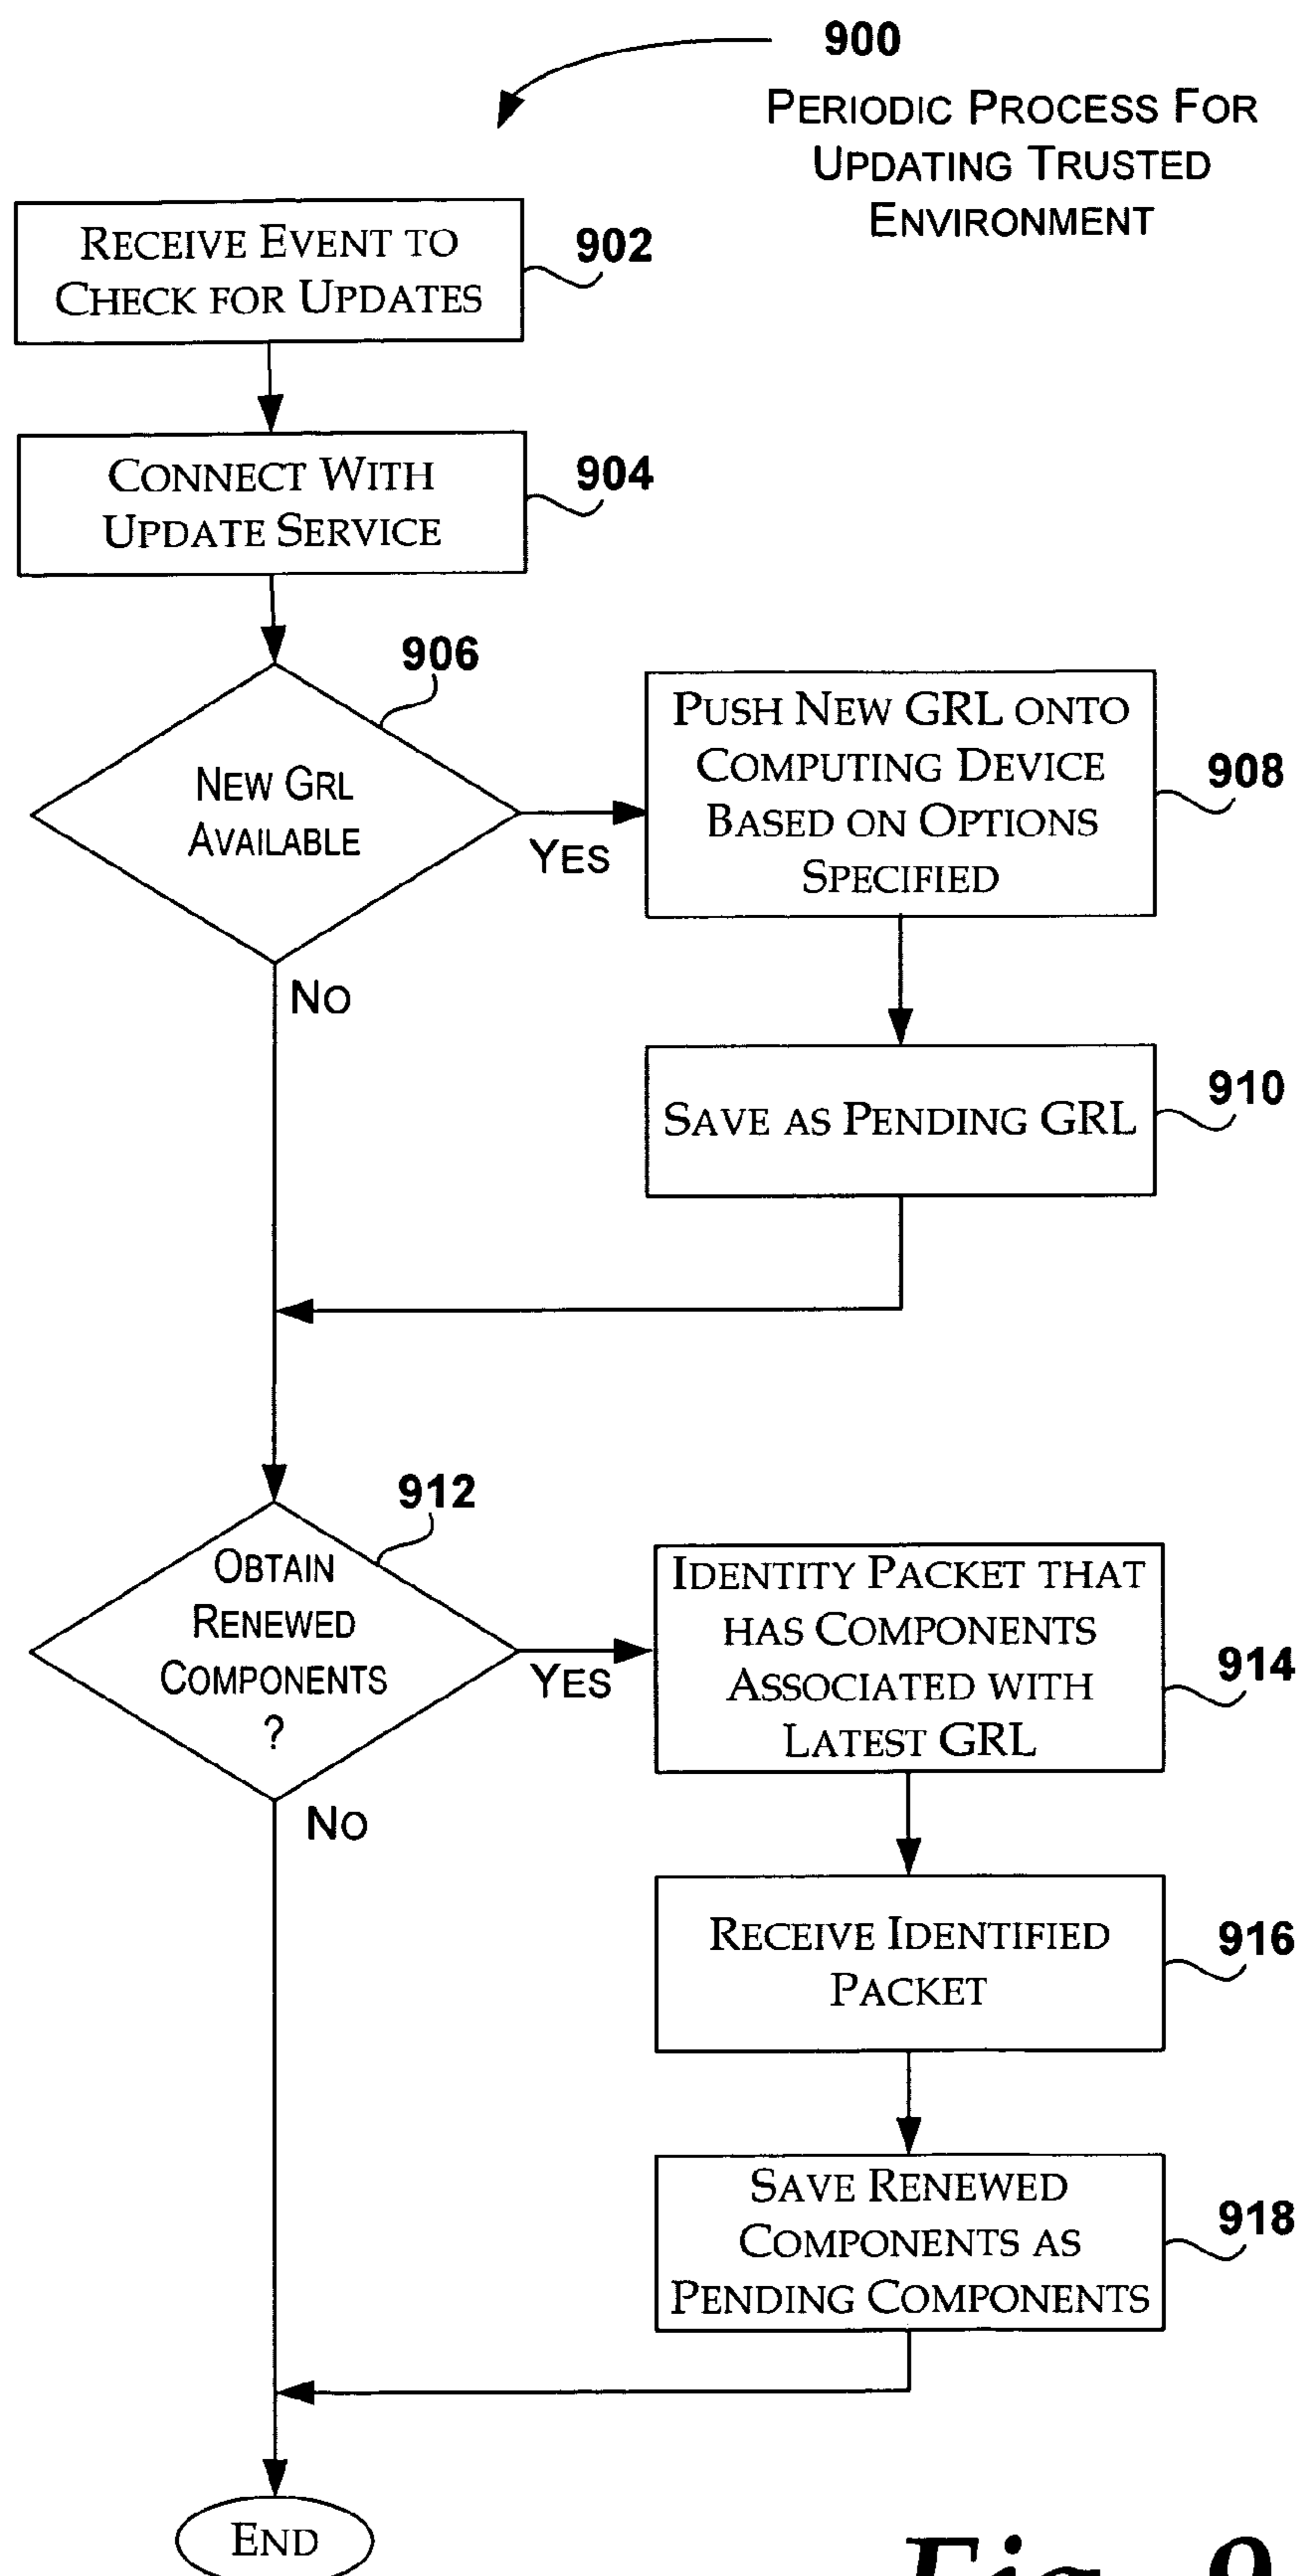 900
PERIODIC PROCESS FOR
UPDATING TRUSTED
ENVIRONMENT
RECEIVE EVENT TO
CHECK FOR UPDATES
902
CONNECT WITH
UPDATE SERVICE
904
906
NEW GRL
AVAILABLE
YES
NO
PUSH NEW GRL ONTO
COMPUTING DEVICE
BASED ON OPTIONS
SPECIFIED
908
SAVE AS PENDING GRL
910
912
OBTAIN
RENEWED
COMPONENTS
?
YES
NO
IDENTITY PACKET THAT
HAS COMPONENTS
ASSOCIATED WITH
LATEST GRL
914
RECEIVE IDENTIFIED
PACKET
916
SAVE RENEWED
COMPONENTS AS
PENDING COMPONENTS
918
END
Fig. 9